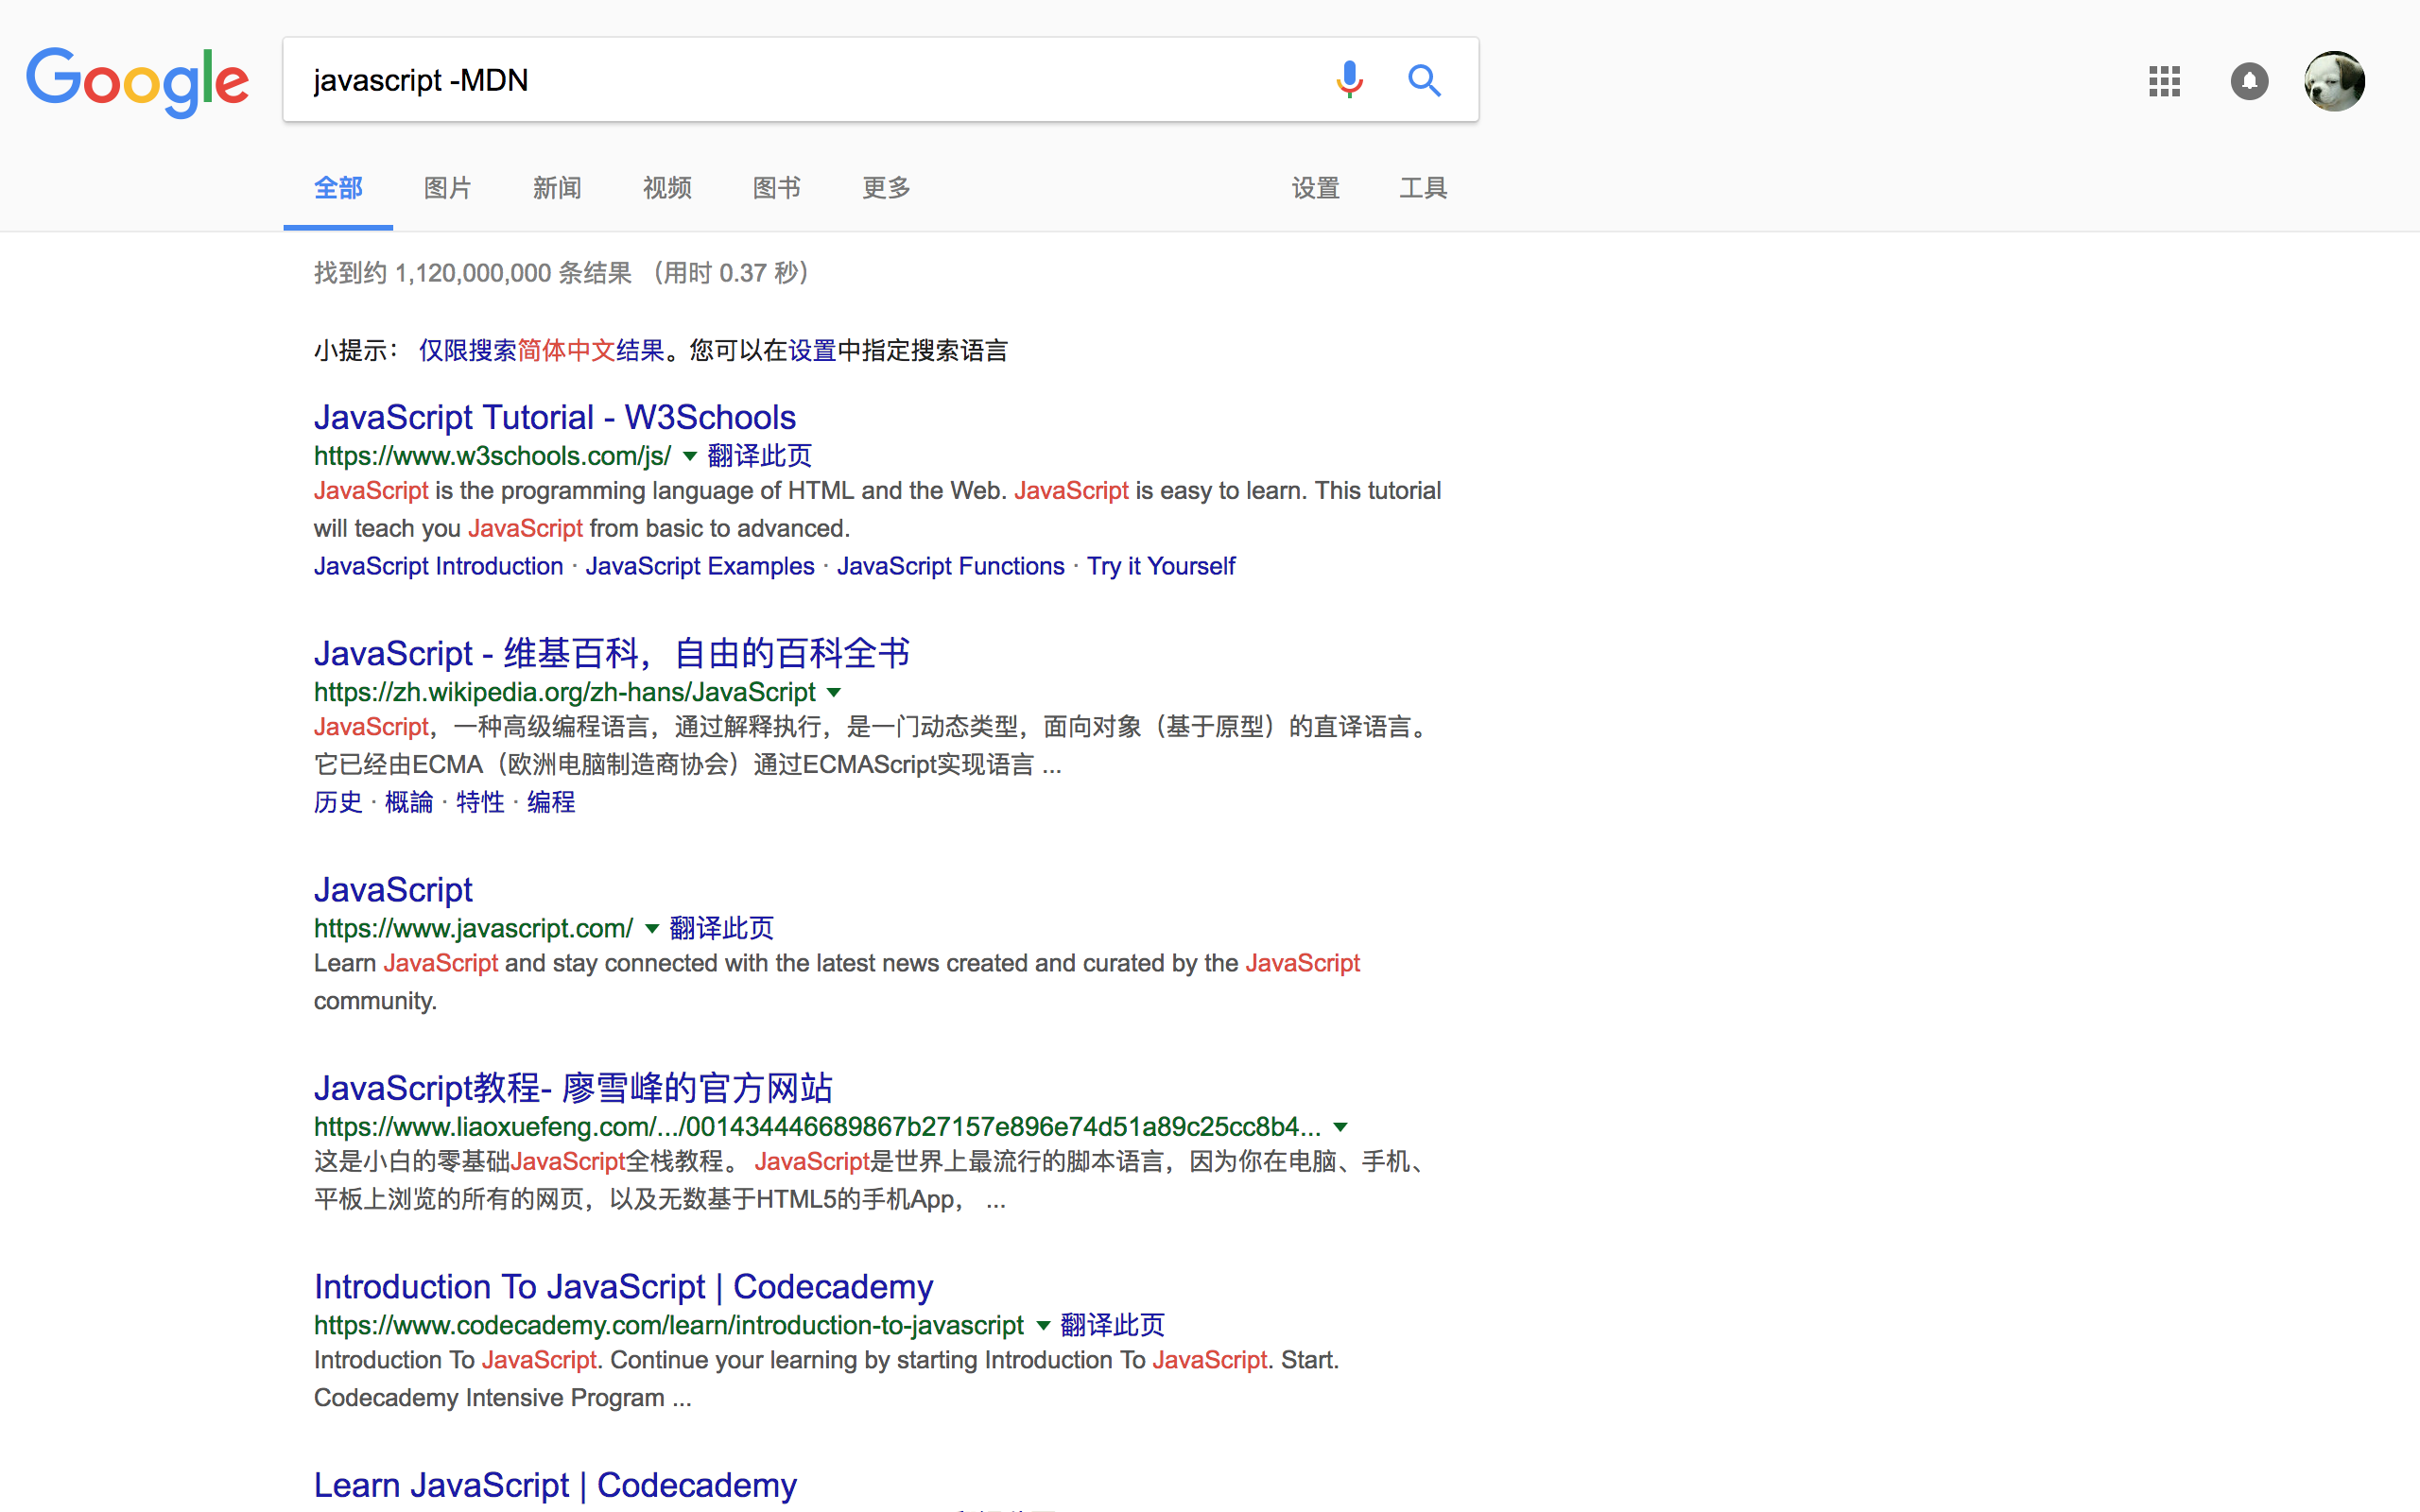 Google
javascript -MDN
全部 图片 新闻 视频 图书 更多 设置 工具
找到约 1,120,000,000 条结果 （用时 0.37 秒）
小提示： 仅限搜索简体中文结果。您可以在设置中指定搜索语言
JavaScript Tutorial - W3Schools
https://www.w3schools.com/js/ 翻译此页
JavaScript is the programming language of HTML and the Web. JavaScript is easy to learn. This tutorial
will teach you JavaScript from basic to advanced.
JavaScript Introduction · JavaScript Examples · JavaScript Functions · Try it Yourself
JavaScript - 维基百科，自由的百科全书
https://zh.wikipedia.org/zh-hans/JavaScript
JavaScript，一种高级编程语言，通过解释执行，是一门动态类型，面向对象（基于原型）的直译语言。
它已经由ECMA（欧洲电脑制造商协会）通过ECMAScript实现语言 ...
历史 · 概論 · 特性 · 编程
JavaScript
https://www.javascript.com/ 翻译此页
Learn JavaScript and stay connected with the latest news created and curated by the JavaScript
community.
JavaScript教程- 廖雪峰的官方网站
https://www.liaoxuefeng.com/.../001434446689867b27157e896e74d51a89c25cc8b4...
这是小白的零基础JavaScript全栈教程。 JavaScript是世界上最流行的脚本语言，因为你在电脑、手机、
平板上浏览的所有的网页，以及无数基于HTML5的手机App， ...
Introduction To JavaScript | Codecademy
https://www.codecademy.com/learn/introduction-to-javascript 翻译此页
Introduction To JavaScript. Continue your learning by starting Introduction To JavaScript. Start.
Codecademy Intensive Program ...
Learn JavaScript | Codecademy